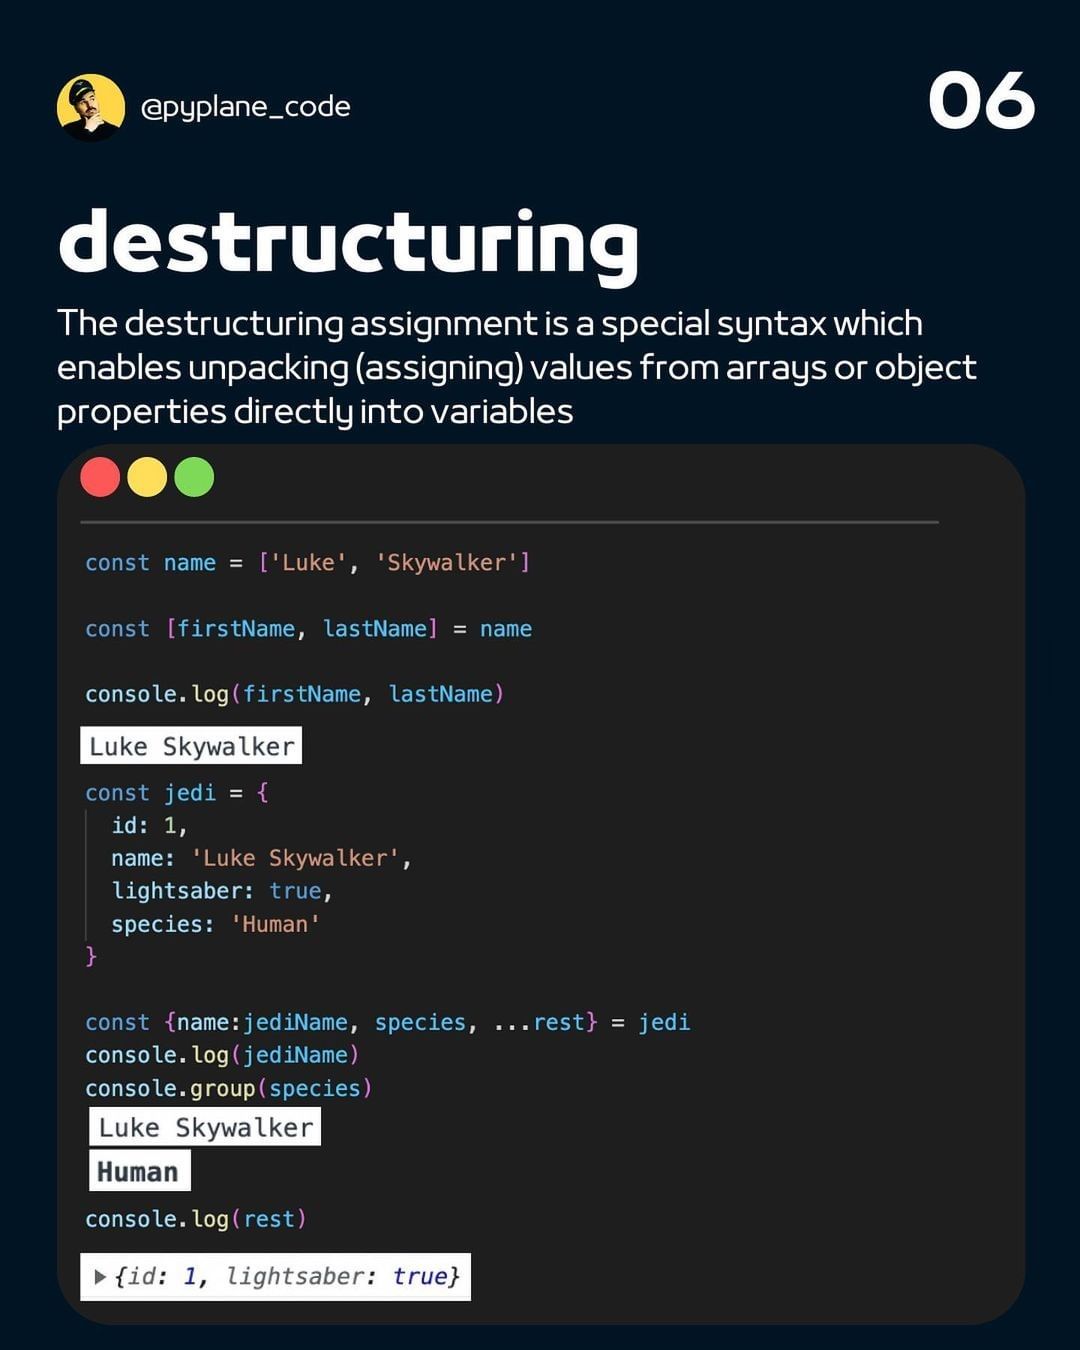 @pyplane_code
06
destructuring
The destructuring assignment is a special syntax which
enables unpacking (assigning) values from arrays or object
properties directly into variables
const name = ['Luke', 'Skywalker']
const [firstName, lastName] = name
console.log(firstName, lastName)
Luke Skywalker
const jedi = {
  id: 1,
  name: 'Luke Skywalker',
  lightsaber: true,
  species: 'Human'
}
const {name:jediName, species, ...rest} = jedi
console.log(jediName)
console.group(species)
Luke Skywalker
Human
console.log(rest)
{id: 1, lightsaber: true}